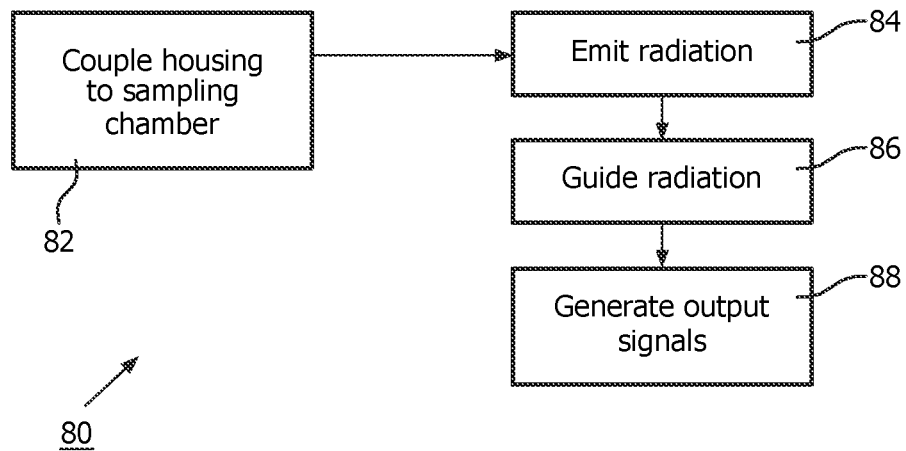 Couple housing
to sampling
chamber
82
Emit radiation
84
Guide radiation
86
Generate output
signals
88
80